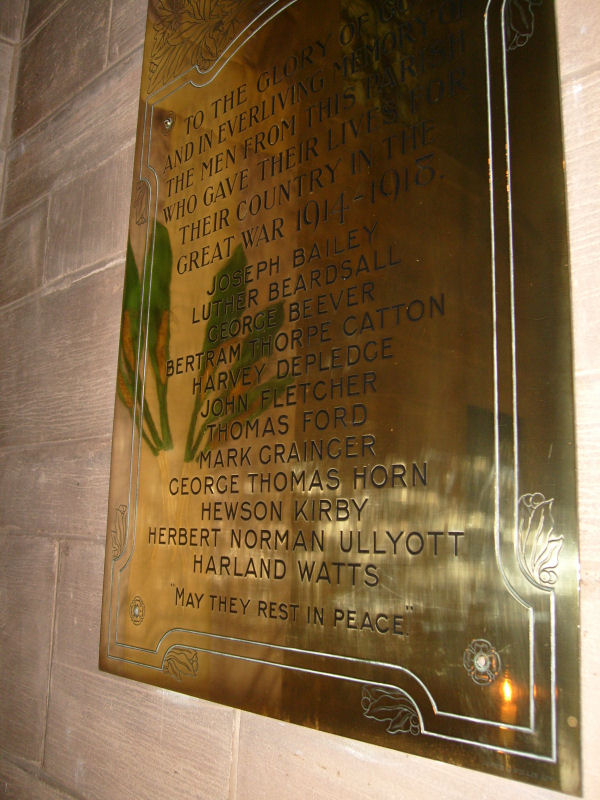 TO THE GLORY OF GOD
AND IN EVERLIVING MEMORY OF
THE MEN FROM THIS PARISH
WHO GAVE THEIR LIVES FOR
THEIR COUNTRY IN THE
GREAT WAR 1914-1918.
JOSEPH BAILEY
LUTHER BEARDSALL
GEORGE BEEVER
BERTRAM THORPE CATTON
HARVEY DEPLEDGE
JOHN FLETCHER
THOMAS FORD
MARK GRAINGER
GEORGE THOMAS HORN
HEWSON KIRBY
HERBERT NORMAN ULLYOTT
HARLAND WATTS
"MAY THEY REST IN PEACE."